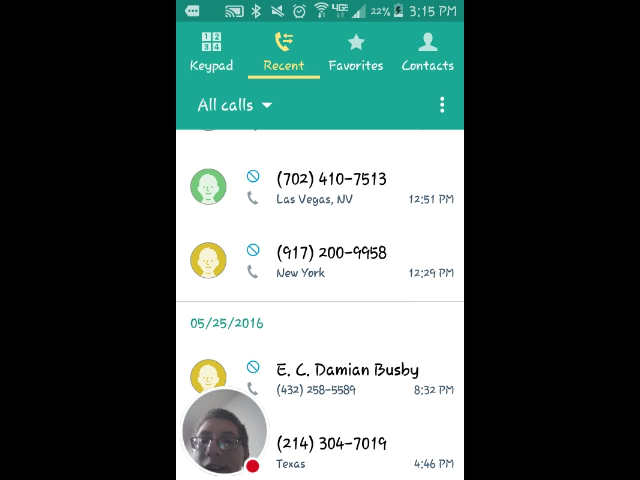 22% 3:15 PM
Keypad Recent Favorites Contacts
All calls
(702) 410-7513
Las Vegas, NV 12:51 PM
(917) 200-9958
New York 12:29 PM
05/25/2016
E. C. Damian Busby
(432) 258-5589 8:32 PM
(214) 304-7019
Texas 4:46 PM